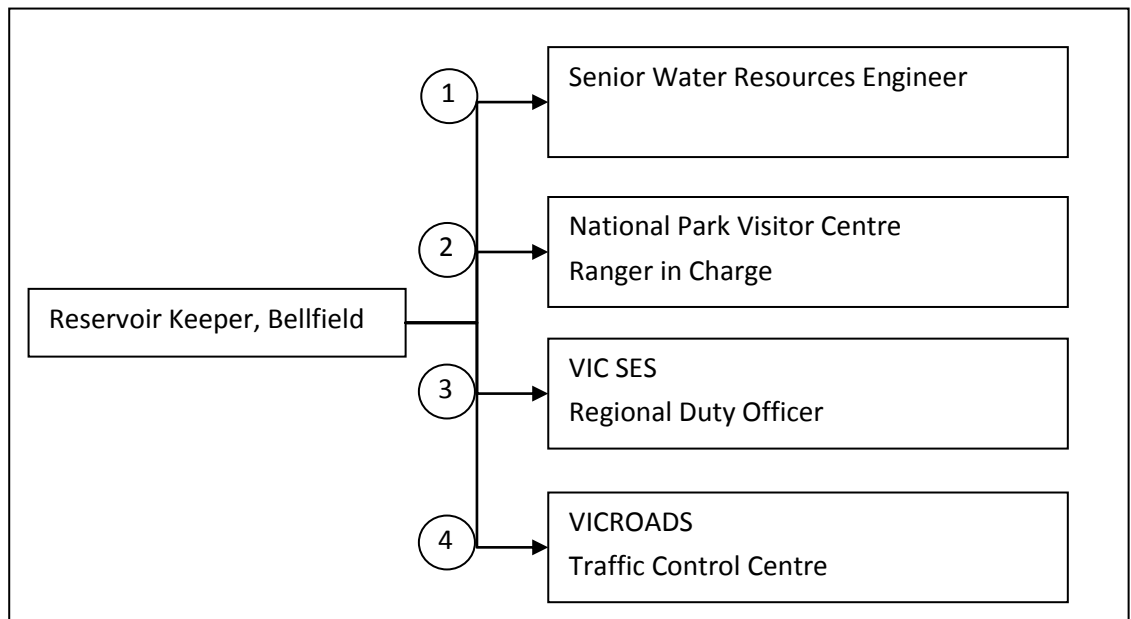 1
Senior Water Resources Engineer
2
National Park Visitor Centre
Ranger in Charge
Reservoir Keeper, Bellfield
3
VIC SES
Regional Duty Officer
4
VICROADS
Traffic Control Centre